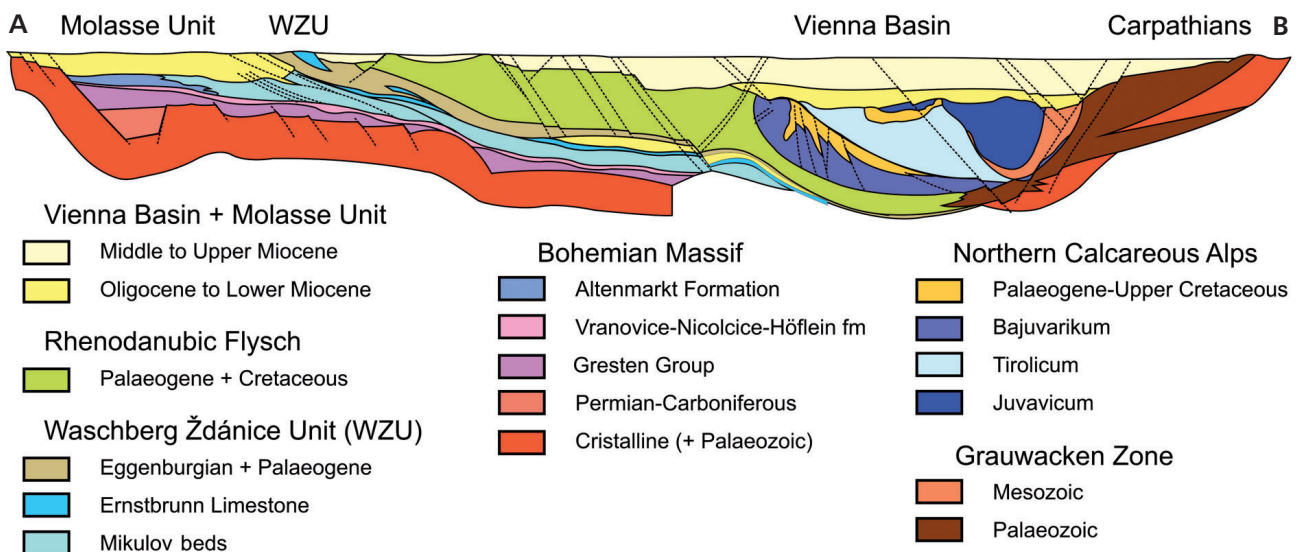 A Molasse Unit WZU Vienna Basin Carpathians B
Vienna Basin + Molasse Unit
Middle to Upper Miocene
Oligocene to Lower Miocene
Rhenodanubic Flysch
Palaeogene + Cretaceous
Waschberg Ždánice Unit (WZU)
Eggenburgian + Palaeogene
Ernstbrunn Limestone
Mikulov beds
Bohemian Massif
Altenmarkt Formation
Vranovice-Nicolcice-Höflein fm
Gresten Group
Permian-Carboniferous
Cristalline (+ Palaeozoic)
Northern Calcareous Alps
Palaeogene-Upper Cretaceous
Bajuvarikum
Tirolicum
Juvavicum
Grauwacken Zone
Mesozoic
Palaeozoic